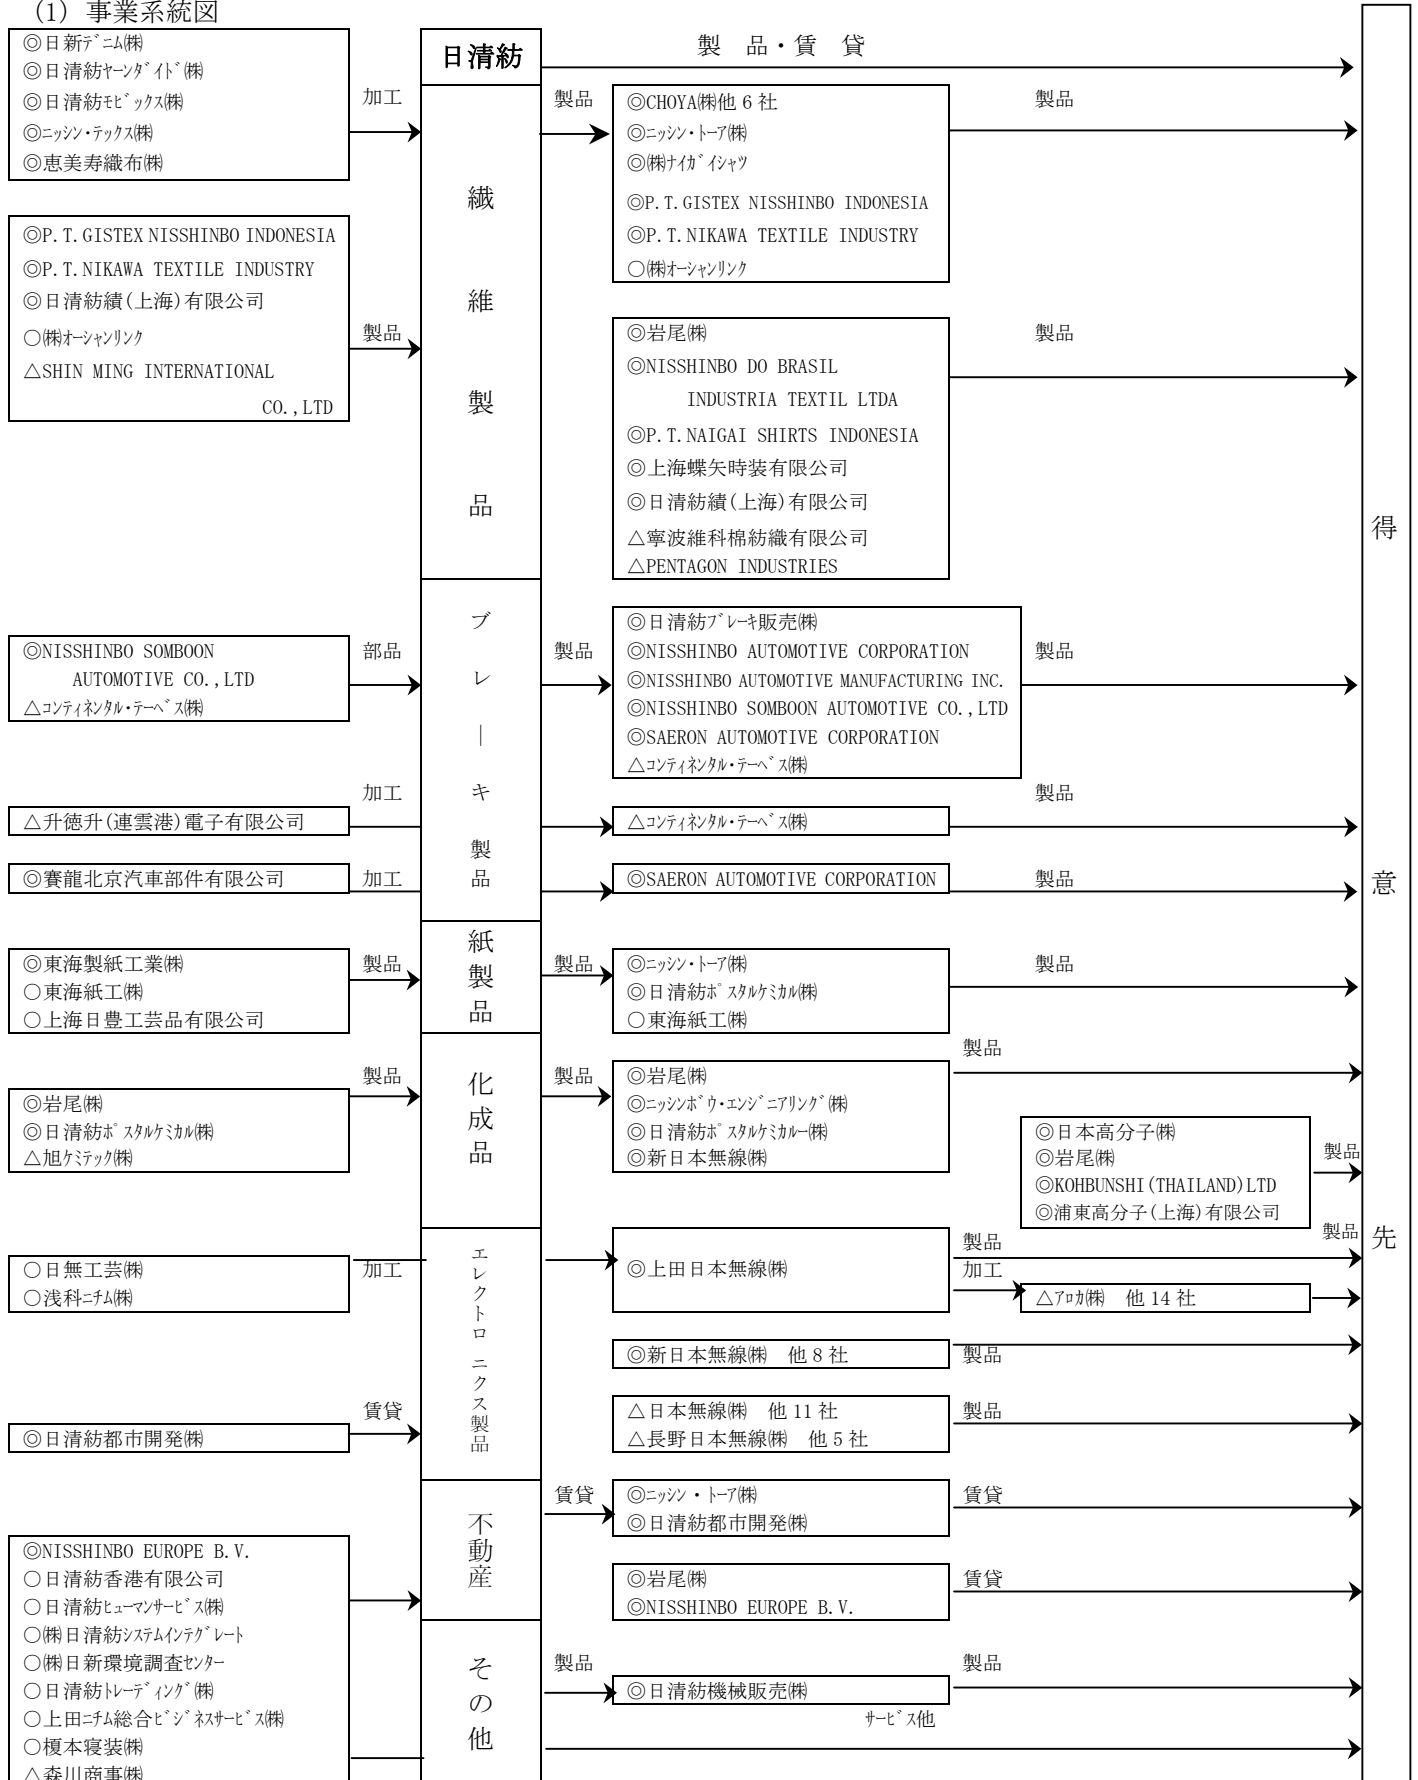 (1) 事業系統図
◎日新ﾃﾞﾆﾑ㈱
◎日清紡ﾔｰﾝﾀﾞｲﾄﾞ㈱
◎日清紡ﾓﾋﾞｯｸｽ㈱
◎ﾆｯｼﾝ・ﾃｯｸｽ㈱
◎恵美寿織布㈱
加工
◎P.T.GISTEX NISSHINBO INDONESIA
◎P.T.NIKAWA TEXTILE INDUSTRY
◎日清紡績(上海)有限公司
○㈱ｵｰｼｬﾝﾘﾝｸ
△SHIN MING INTERNATIONAL
CO.,LTD
製品
日清紡
製 品・賃 貸
繊維製品
製品
◎CHOYA㈱他 6 社
◎ﾆｯｼﾝ・ﾄｰｱ㈱
◎㈱ﾅｲｶﾞｲｼｬﾂ
◎P.T.GISTEX NISSHINBO INDONESIA
◎P.T.NIKAWA TEXTILE INDUSTRY
○㈱ｵｰｼｬﾝﾘﾝｸ
製品
◎岩尾㈱
◎NISSHINBO DO BRASIL
INDUSTRIA TEXTIL LTDA
◎P.T.NAIGAI SHIRTS INDONESIA
◎上海蝶矢時装有限公司
◎日清紡績(上海)有限公司
△寧波維科棉紡織有限公司
△PENTAGON INDUSTRIES
製品
◎NISSHINBO SOMBOON
AUTOMOTIVE CO.,LTD
△ｺﾝﾃｨﾈﾝﾀﾙ・ﾃｰﾍﾞｽ㈱
部品
ブレ｜キ製品
製品
◎日清紡ﾌﾞﾚｰｷ販売㈱
◎NISSHINBO AUTOMOTIVE CORPORATION
◎NISSHINBO AUTOMOTIVE MANUFACTURING INC.
◎NISSHINBO SOMBOON AUTOMOTIVE CO.,LTD
◎SAERON AUTOMOTIVE CORPORATION
△ｺﾝﾃｨﾈﾝﾀﾙ・ﾃｰﾍﾞｽ㈱
製品
加工
△升徳升(連雲港)電子有限公司
△ｺﾝﾃｨﾈﾝﾀﾙ・ﾃｰﾍﾞｽ㈱
製品
◎賽龍北京汽車部件有限公司
加工
◎SAERON AUTOMOTIVE CORPORATION
製品
◎東海製紙工業㈱
○東海紙工㈱
○上海日豊工芸品有限公司
製品
紙製品
製品
◎ﾆｯｼﾝ・ﾄｰｱ㈱
◎日清紡ﾎﾟｽﾀﾙｹﾐｶﾙ㈱
○東海紙工㈱
製品
◎岩尾㈱
◎日清紡ﾎﾟｽﾀﾙｹﾐｶﾙ㈱
△旭ｹﾐﾃｯｸ㈱
製品
化成品
製品
◎岩尾㈱
◎ﾆｯｼﾝﾎﾞｳ・ｴﾝｼﾞﾆｱﾘﾝｸﾞ㈱
◎日清紡ﾎﾟｽﾀﾙｹﾐｶﾙｰ㈱
◎新日本無線㈱
製品
◎日本高分子㈱
◎岩尾㈱
◎KOHBUNSHI(THAILAND)LTD
◎浦東高分子(上海)有限公司
製品
○日無工芸㈱
○浅科ﾆﾁﾑ㈱
加工
エレクトロニクス製品
◎上田日本無線㈱
製品
加工
△ｱﾛｶ㈱ 他 14 社
製品
◎新日本無線㈱ 他 8 社
製品
◎日清紡都市開発㈱
賃貸
△日本無線㈱ 他 11 社
△長野日本無線㈱ 他 5 社
製品
不動産
賃貸
◎ﾆｯｼﾝ・ﾄｰｱ㈱
◎日清紡都市開発㈱
賃貸
◎岩尾㈱
◎NISSHINBO EUROPE B.V.
賃貸
◎NISSHINBO EUROPE B.V.
○日清紡香港有限公司
○日清紡ﾋｭｰﾏﾝｻｰﾋﾞｽ㈱
○㈱日清紡ｼｽﾃﾑｲﾝﾃｸﾞﾚｰﾄ
○㈱日新環境調査ｾﾝﾀｰ
○日清紡ﾄﾚｰﾃﾞｨﾝｸﾞ㈱
○上田ﾆﾁﾑ総合ﾋﾞｼﾞﾈｽｻｰﾋﾞｽ㈱
○榎本寝装㈱
△森川商事㈱
その他
製品
◎日清紡機械販売㈱
製品
ｻｰﾋﾞｽ他
得意先